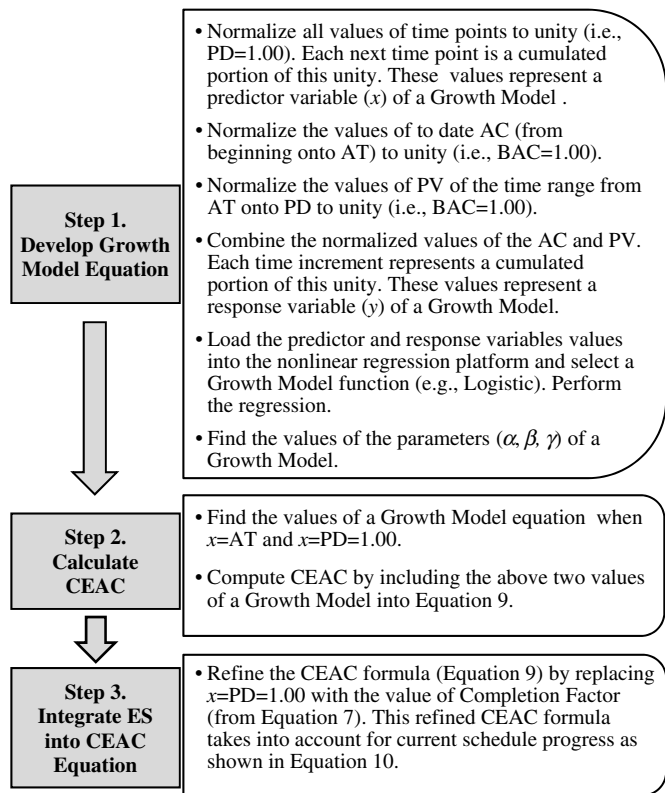 • Normalize all values of time points to unity (i.e.,
PD=1.00). Each next time point is a cumulated
portion of this unity. These values represent a
predictor variable (x) of a Growth Model .
• Normalize the values of to date AC (from
beginning onto AT) to unity (i.e., BAC=1.00).
• Normalize the values of PV of the time range from
AT onto PD to unity (i.e., BAC=1.00).
• Combine the normalized values of the AC and PV.
Each time increment represents a cumulated
portion of this unity. These values represent a
response variable (y) of a Growth Model.
• Load the predictor and response variables values
into the nonlinear regression platform and select a
Growth Model function (e.g., Logistic). Perform
the regression.
• Find the values of the parameters (α, β, γ) of a
Growth Model.
Step 1.
Develop Growth
Model Equation
Step 2.
Calculate
CEAC
• Find the values of a Growth Model equation when
x=AT and x=PD=1.00.
• Compute CEAC by including the above two values
of a Growth Model into Equation 9.
Step 3.
Integrate ES
into CEAC
Equation
• Refine the CEAC formula (Equation 9) by replacing
x=PD=1.00 with the value of Completion Factor
(from Equation 7). This refined CEAC formula
takes into account for current schedule progress as
shown in Equation 10.